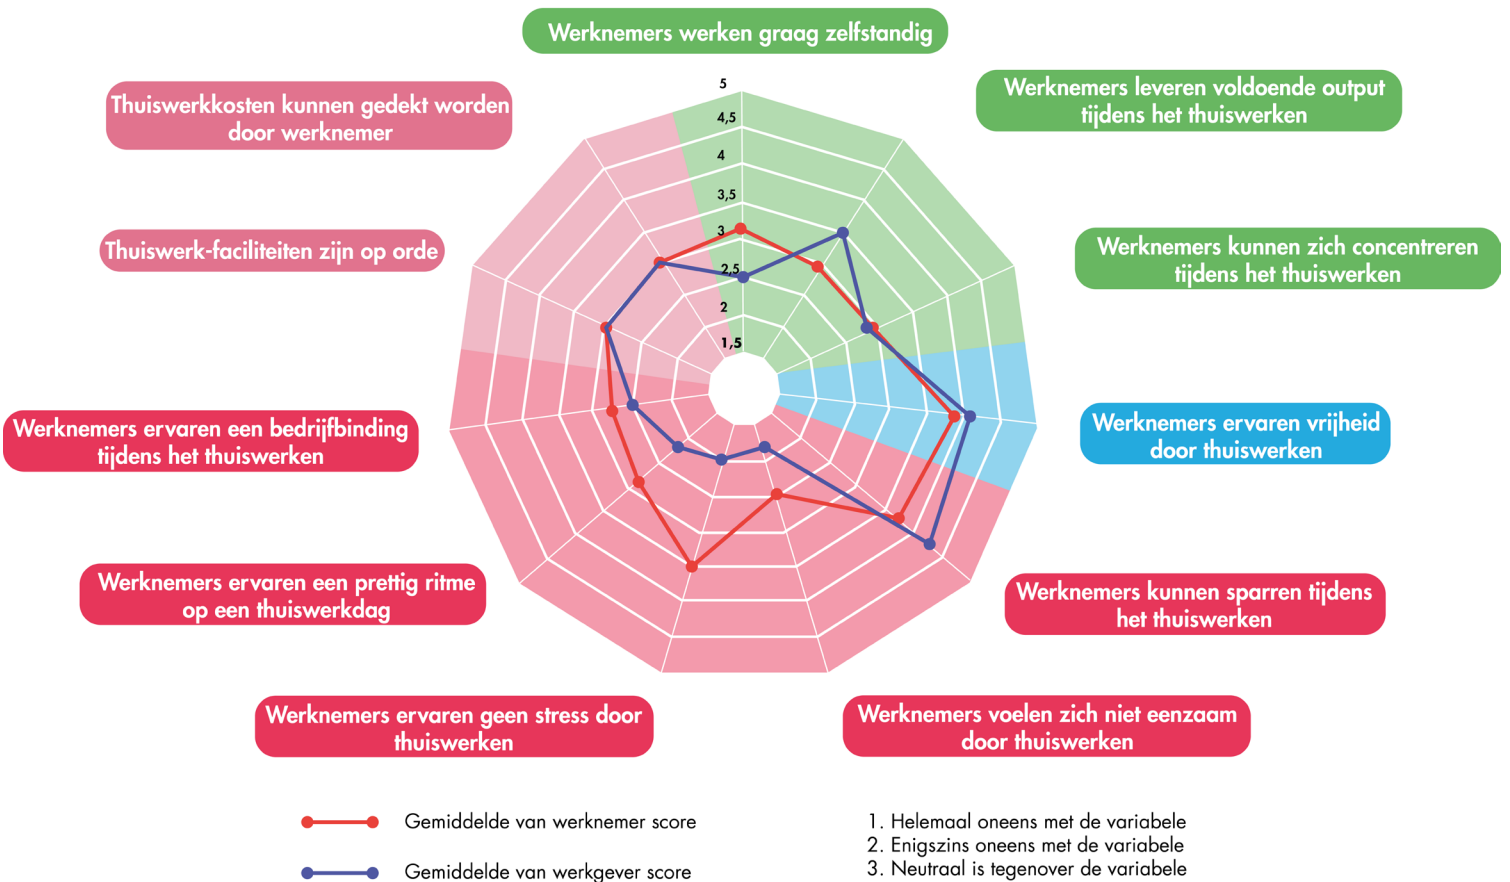 Werknemers werken graag zelfstandig
Werknemers leveren voldoende output
tijdens het thuiswerken
Thuiswerkkosten kunnen gedekt worden
door werknemer
5
4,5
4
3,5
3
2,5
2
1,5
Thuiswerk-faciliteiten zijn op orde
Werknemers kunnen zich concentreren
tijdens het thuiswerken
Werknemers ervaren vrijheid
door thuiswerken
Werknemers ervaren een bedrijfbinding
tijdens het thuiswerken
Werknemers ervaren een prettig ritme
op een thuiswerkdag
Werknemers kunnen sparren tijdens
het thuiswerken
Werknemers ervaren geen stress door
thuiswerken
Werknemers voelen zich niet eenzaam
door thuiswerken
Gemiddelde van werknemer score
Gemiddelde van werkgever score
1. Helemaal oneens met de variabele
2. Enigszins oneens met de variabele
3. Neutraal is tegenover de variabele